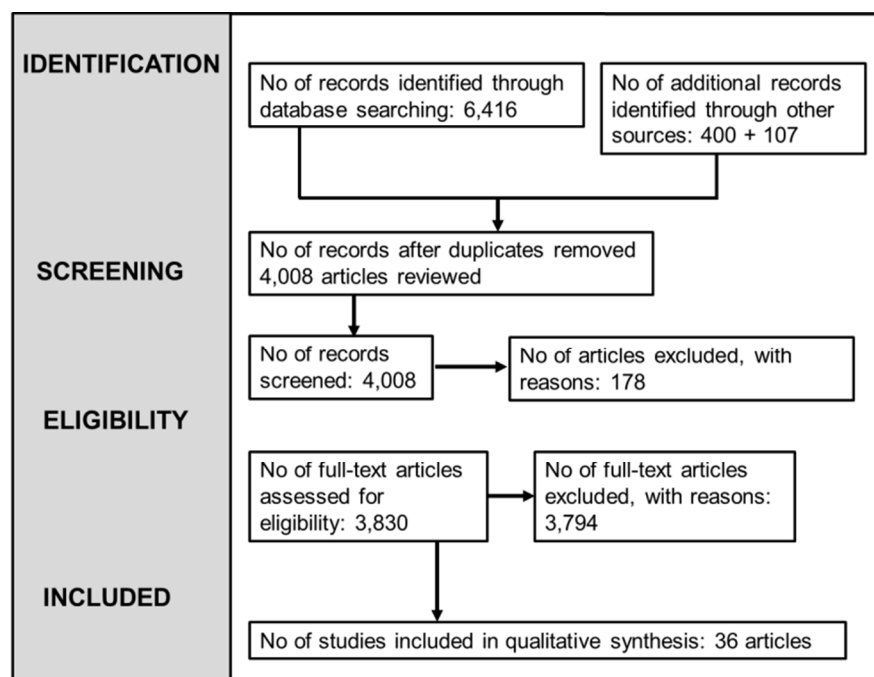 IDENTIFICATION
No of records identified through
database searching: 6,416
No of additional records
identified through other
sources: 400 + 107
SCREENING
No of records after duplicates removed
4,008 articles reviewed
No of records
screened: 4,008
No of articles excluded, with
reasons: 178
ELIGIBILITY
No of full-text articles
assessed for
eligibility: 3,830
No of full-text articles
excluded, with reasons:
3,794
INCLUDED
No of studies included in qualitative synthesis: 36 articles